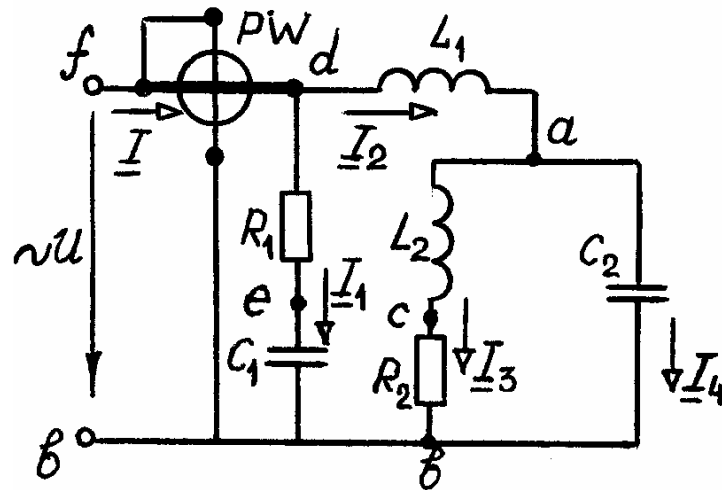 PW
f
d
L₁
I
I₂
a
~U
R₁
L₂
C₂
e
I₁
c
C₁
R₂
I₃
I₄
в
в